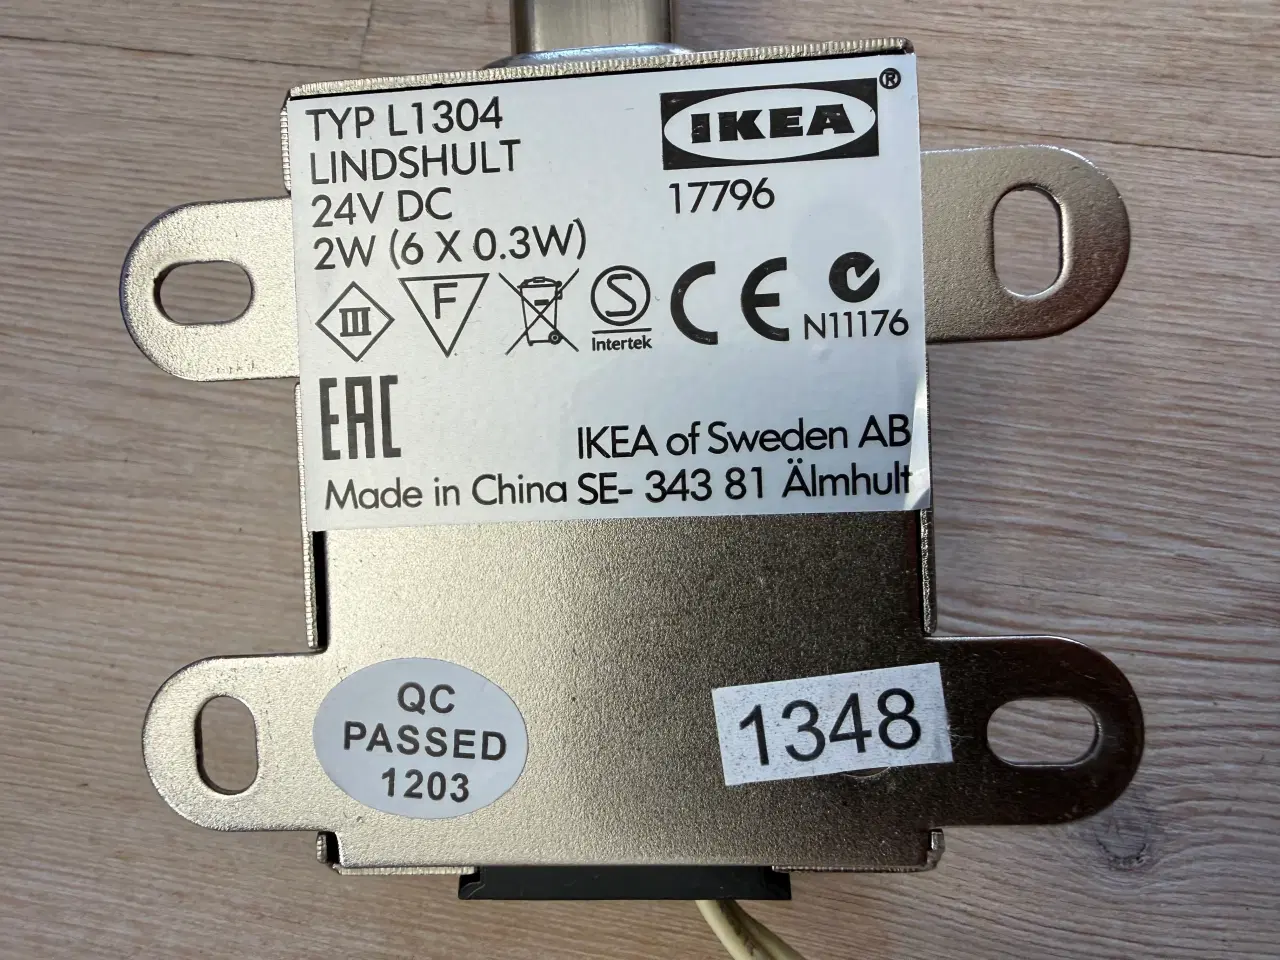 TYP L1304
LINDSHULT
24V DC
2W (6 X 0.3W)
IKEA®
17796
III
F
S
Intertek
CE
N11176
EAC
IKEA of Sweden AB
Made in China SE- 343 81 Älmhult
QC
PASSED
1203
1348